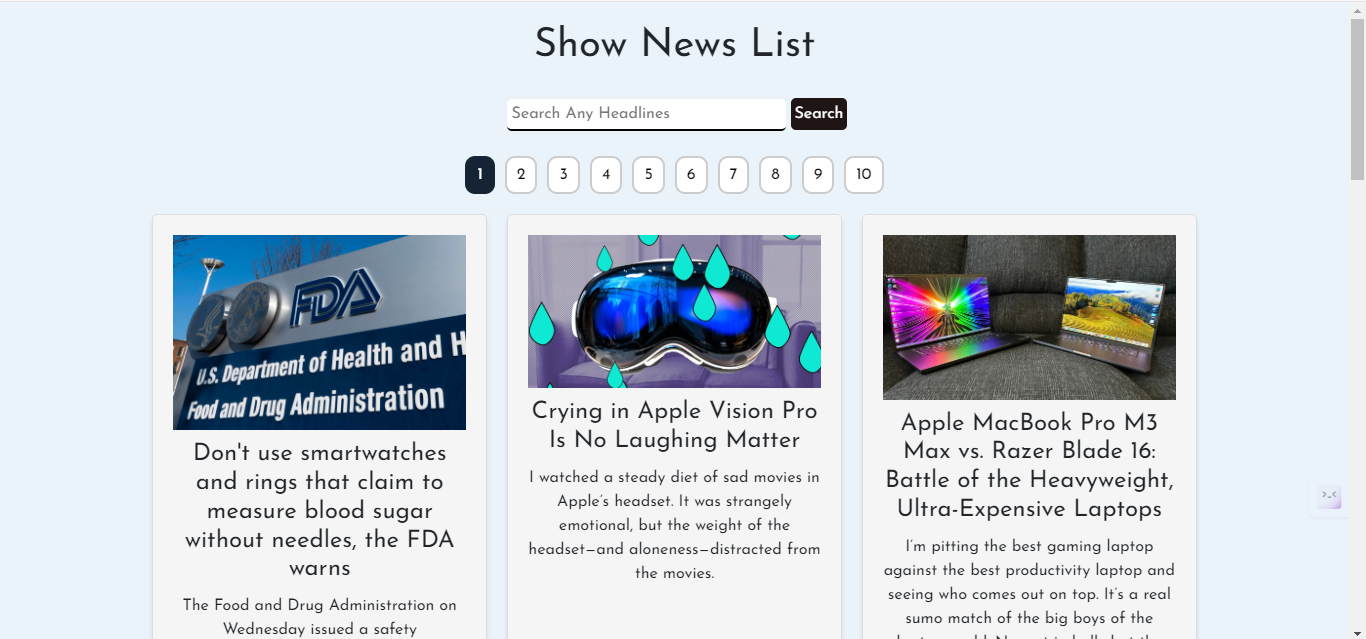 Show News List
Search Any Headlines
Search
1 2 3 4 5 6 7 8 9 10
FDA
U.S. Department of Health and H
Food and Drug Administration
Don't use smartwatches
and rings that claim to
measure blood sugar
without needles, the FDA
warns
The Food and Drug Administration on
Wednesday issued a safety
Crying in Apple Vision Pro
Is No Laughing Matter
I watched a steady diet of sad movies in
Apple's headset. It was strangely
emotional, but the weight of the
headset—and aloneness—distracted from
the movies.
Apple MacBook Pro M3
Max vs. Razer Blade 16:
Battle of the Heavyweight,
Ultra-Expensive Laptops
I'm pitting the best gaming laptop
against the best productivity laptop and
seeing who comes out on top. It's a real
sumo match of the big boys of the